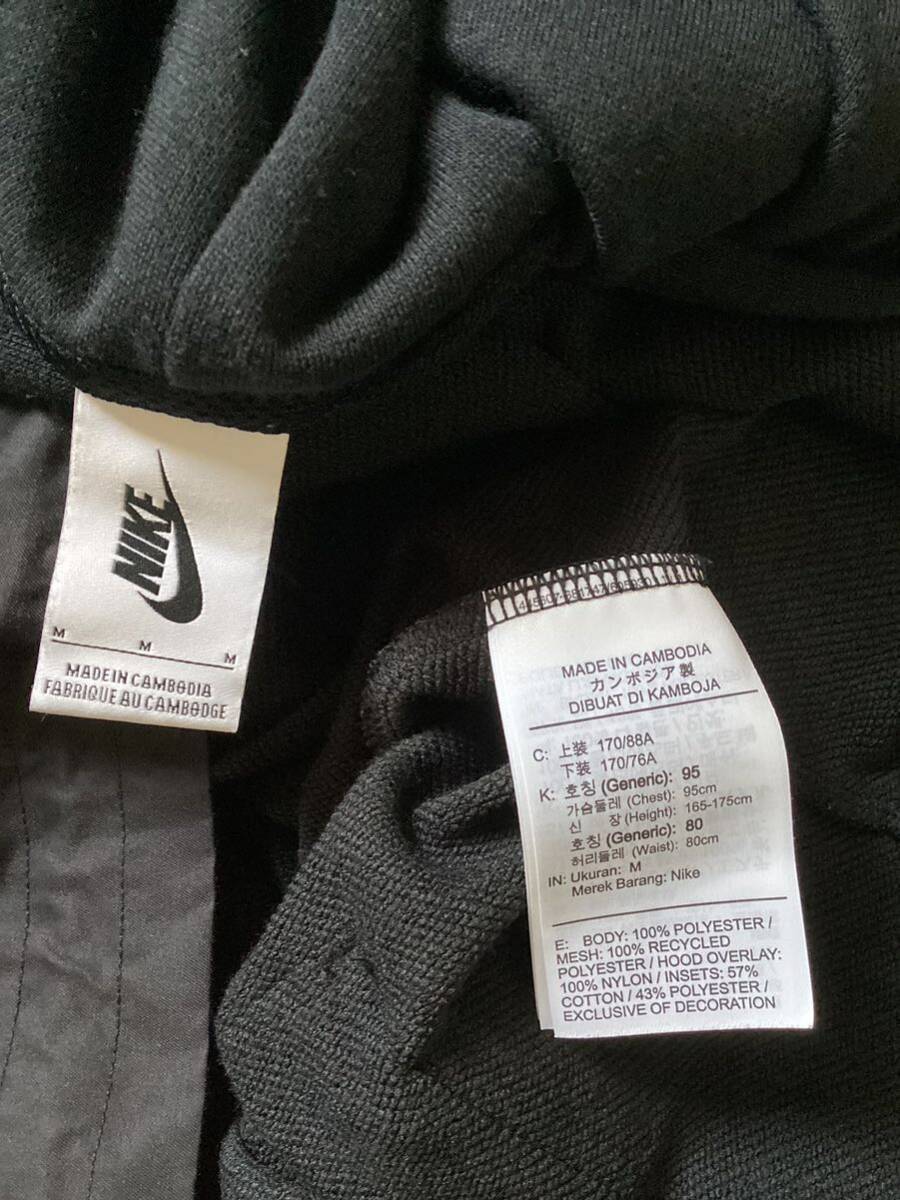 NIKE
M M M
MADE IN CAMBODIA
FABRIQUE AU CAMBODGE
MADE IN CAMBODIA
カンボジア製
DIBUAT DI KAMBOJA
C: 上装 170/88A
下装 170/76A
K: 호칭 (Generic): 95
가슴둘레 (Chest): 95cm
신 장 (Height): 165-175cm
호칭 (Generic): 80
허리둘레 (Waist): 80cm
IN: Ukuran: M
Merek Barang: Nike
E: BODY: 100% POLYESTER /
MESH: 100% RECYCLED
POLYESTER / HOOD OVERLAY:
100% NYLON / INSETS: 57%
COTTON / 43% POLYESTER /
EXCLUSIVE OF DECORATION